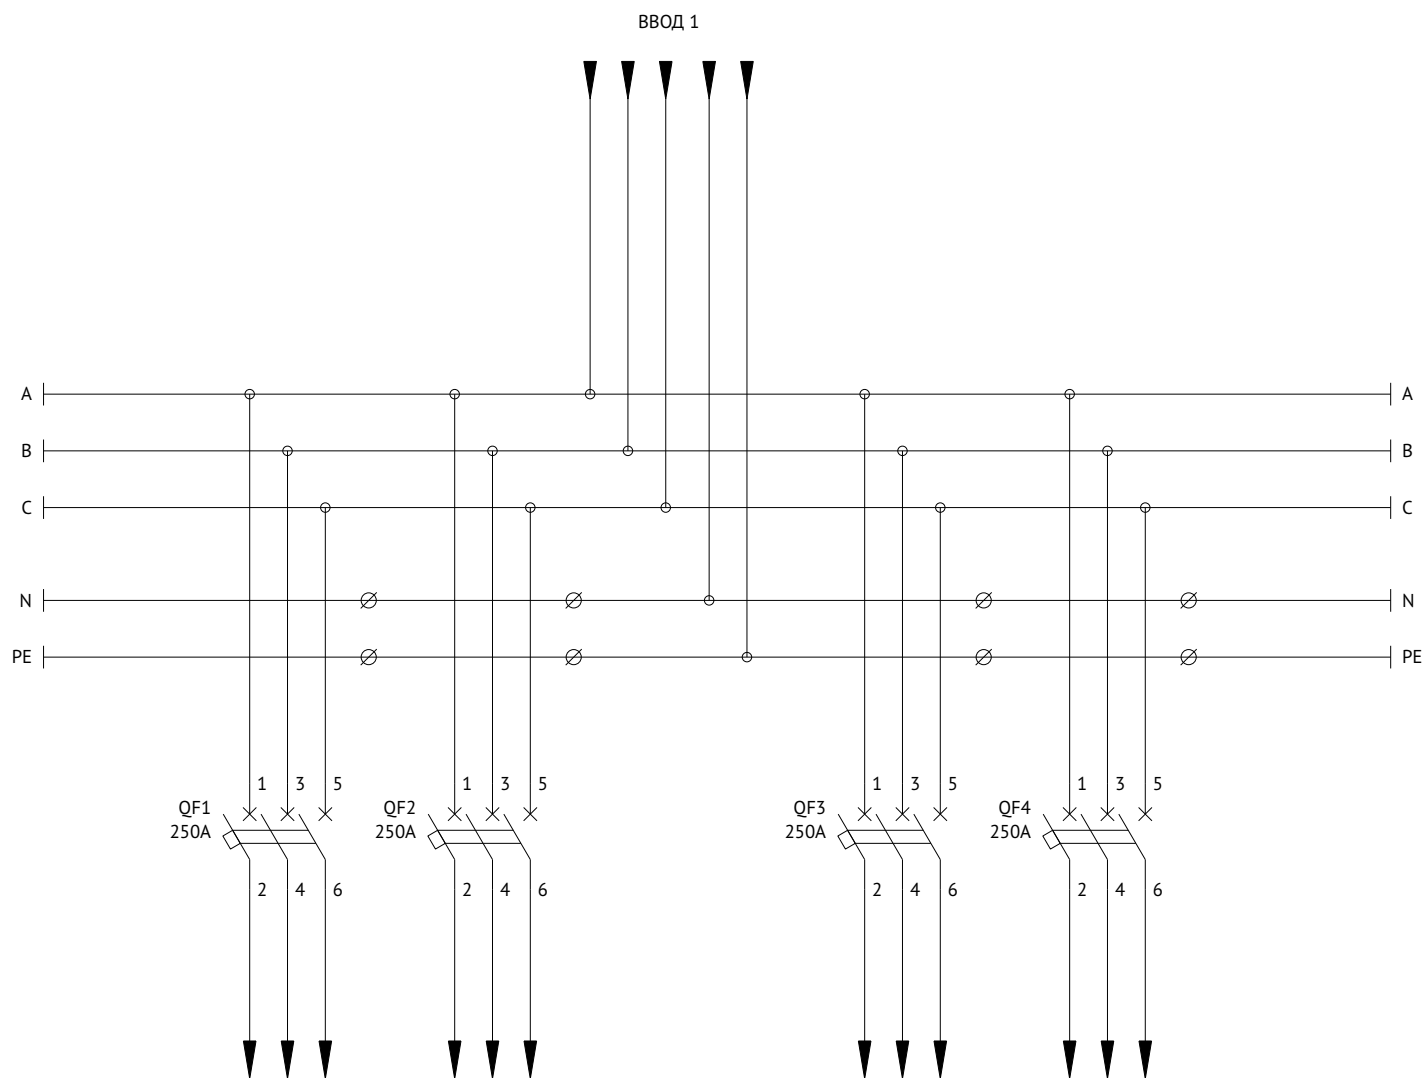 ВВОД 1
A A
B B
C C
N N
PE PE
1 3 5 1 3 5 1 3 5 1 3 5
QF1 QF2 QF3 QF4
250A 250A 250A 250A
2 4 6 2 4 6 2 4 6 2 4 6